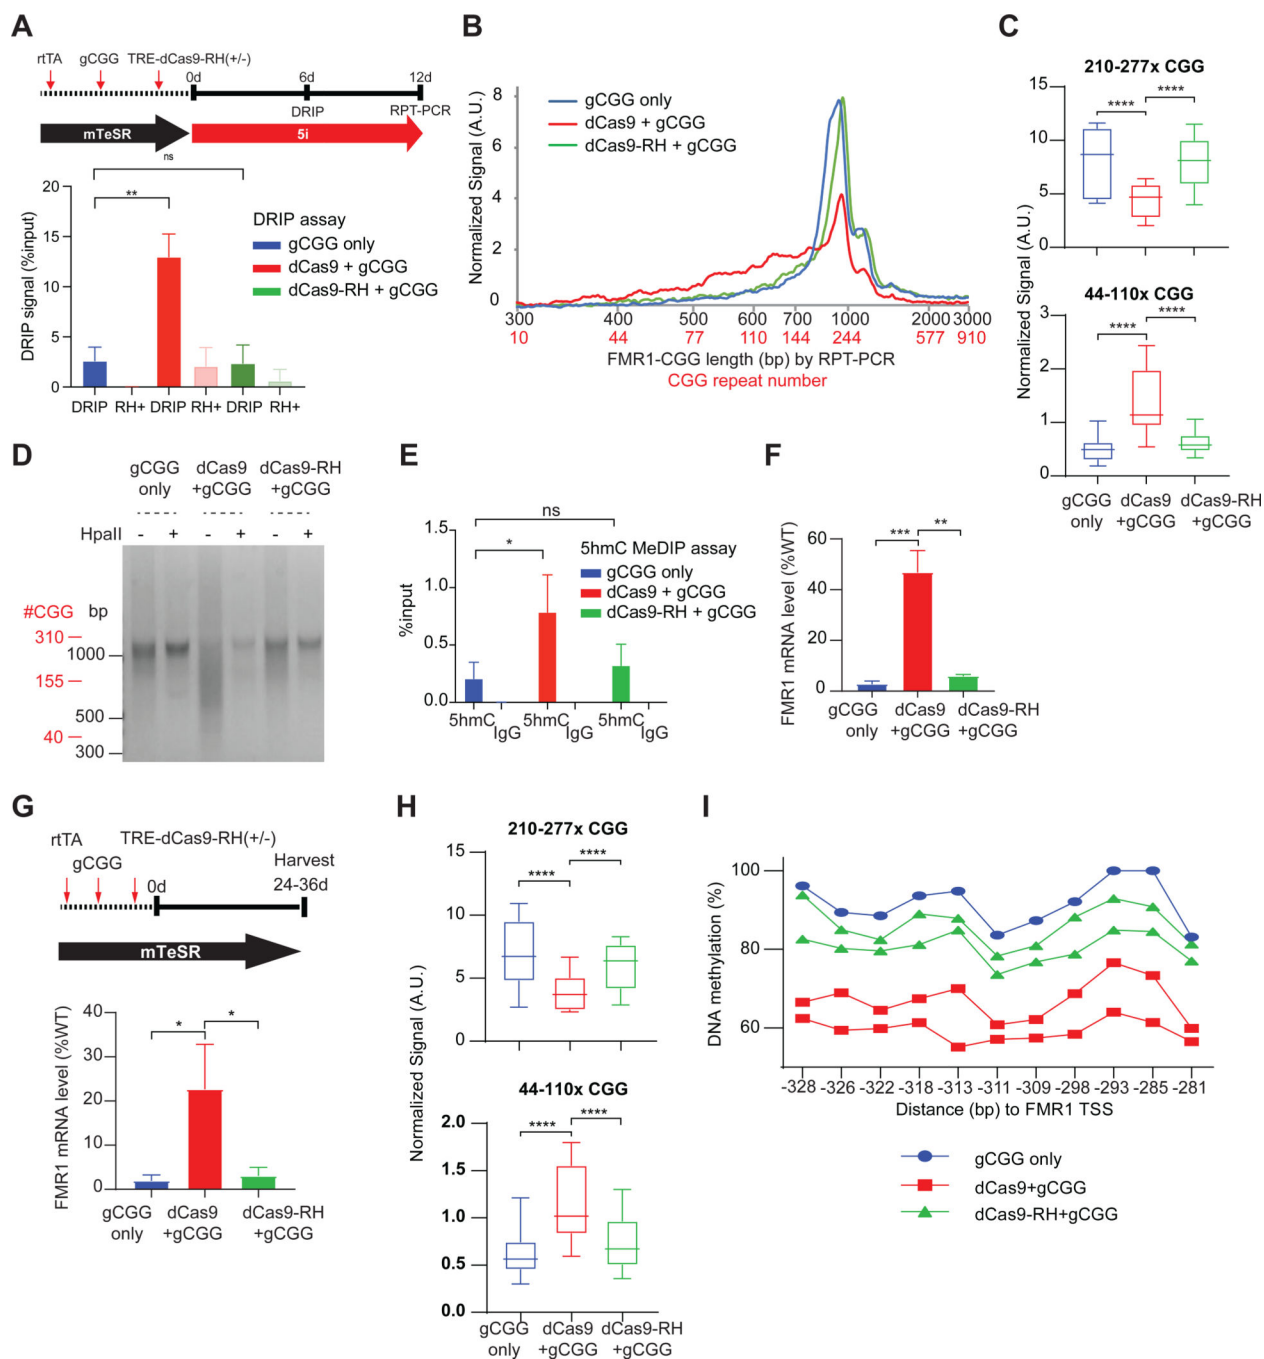 A
rtTA gCGG TRE-dCas9-RH(+/-)
0d 6d 12d
DRIP RPT-PCR
mTeSR 5i
ns
**
DRIP signal (%input)
20
15
10
5
0
DRIP RH+ DRIP RH+ DRIP RH+
DRIP assay
gCGG only
dCas9 + gCGG
dCas9-RH + gCGG
B
Normalized Signal (A.U.)
8
6
4
2
0
gCGG only
dCas9 + gCGG
dCas9-RH + gCGG
300 400 500 600 700 1000 2000 3000
10 44 77 110 144 244 577 910
FMR1-CGG length (bp) by RPT-PCR
CGG repeat number
C
210-277x CGG
**** ****
15
10
5
0
Normalized Signal (A.U.)
44-110x CGG
**** ****
3
2
1
0
gCGG only
dCas9 +gCGG
dCas9-RH +gCGG
D
gCGG only
dCas9 +gCGG
dCas9-RH +gCGG
HpaII - + - + - +
#CGG bp
310
1000
155
500
40
300
E
ns
*
5hmC MeDIP assay
gCGG only
dCas9 + gCGG
dCas9-RH + gCGG
%input
1.5
1.0
0.5
0.0
5hmC IgG 5hmC IgG 5hmC IgG
F
*** **
FMR1 mRNA level (%WT)
60
40
20
0
gCGG only
dCas9 +gCGG
dCas9-RH +gCGG
G
rtTA TRE-dCas9-RH(+/-)
gCGG Harvest
0d 24-36d
mTeSR
* *
FMR1 mRNA level (%WT)
40
30
20
10
0
gCGG only
dCas9 +gCGG
dCas9-RH +gCGG
H
210-277x CGG
**** ****
15
10
5
0
Normalized Signal (A.U.)
44-110x CGG
**** ****
2.0
1.5
1.0
0.5
0.0
gCGG only
dCas9 +gCGG
dCas9-RH +gCGG
I
DNA methylation (%)
100
80
60
-328 -326 -322 -318 -313 -311 -309 -298 -293 -285 -281
Distance (bp) to FMR1 TSS
gCGG only
dCas9+gCGG
dCas9-RH+gCGG